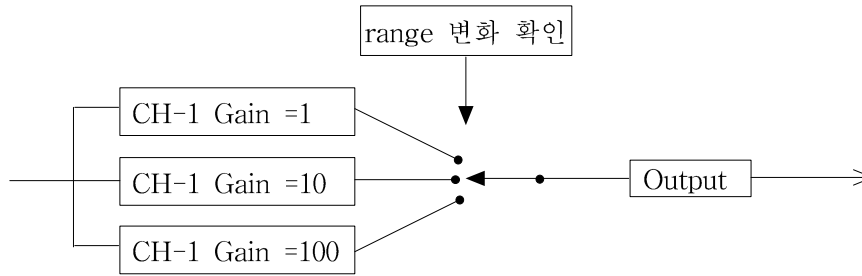 range 변화 확인
CH-1 Gain =1
CH-1 Gain =10
Output
CH-1 Gain =100